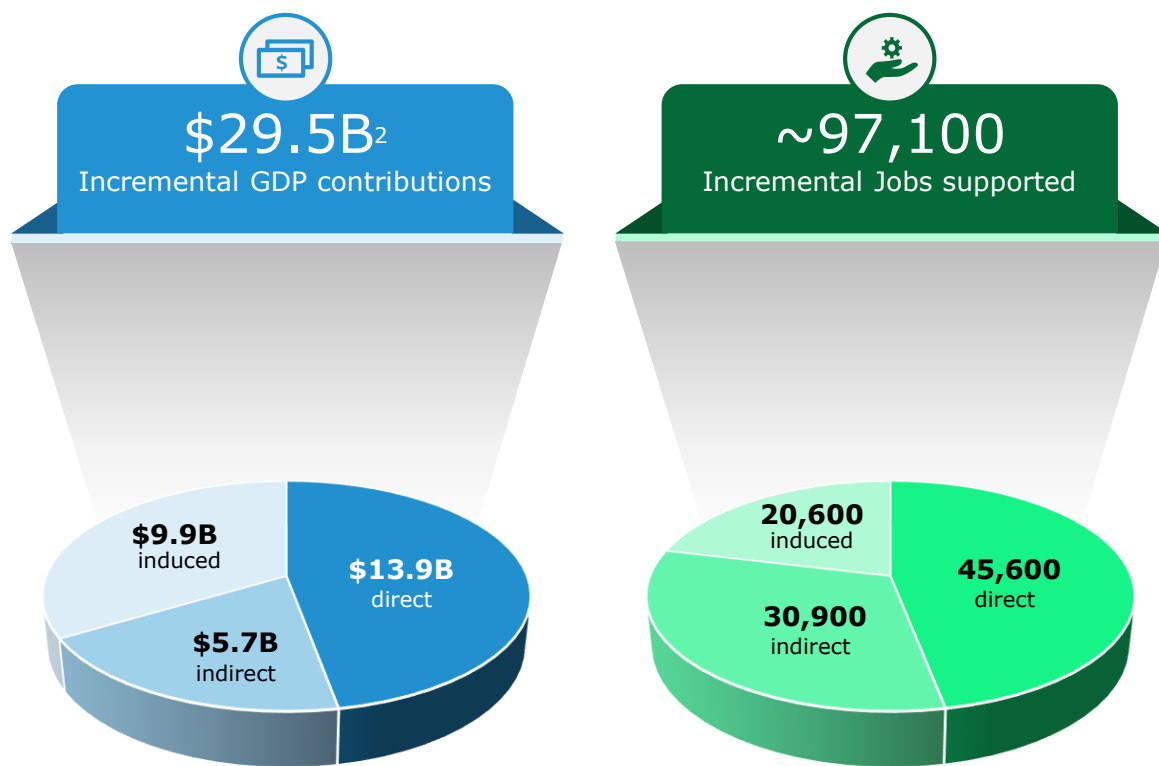 $
$29.5B2
Incremental GDP contributions
~97,100
Incremental Jobs supported
$9.9B
induced
$13.9B
direct
$5.7B
indirect
20,600
induced
45,600
direct
30,900
indirect